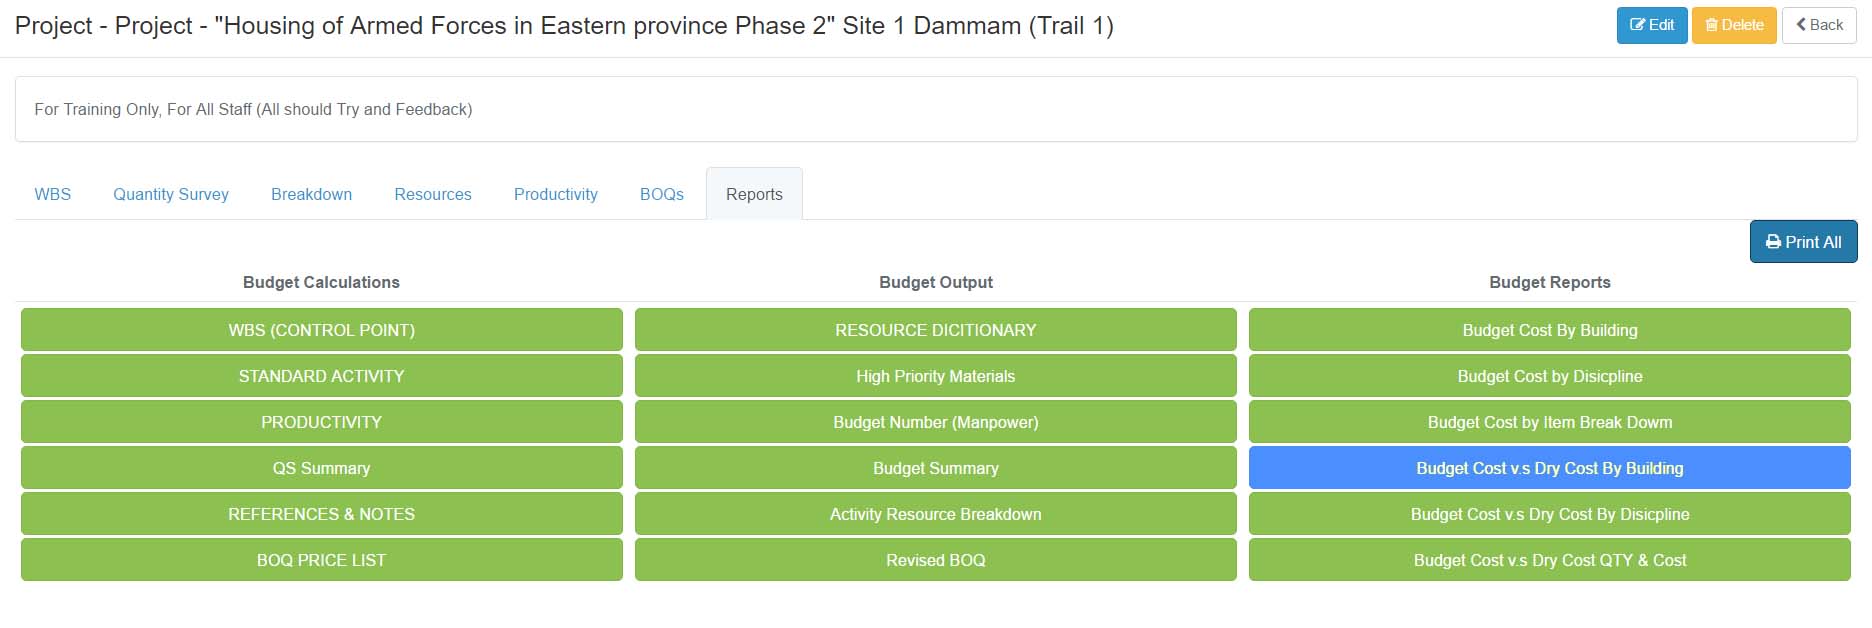 Project - Project - "Housing of Armed Forces in Eastern province Phase 2" Site 1 Dammam (Trail 1)
Edit Delete Back
For Training Only, For All Staff (All should Try and Feedback)
WBS Quantity Survey Breakdown Resources Productivity BOQs Reports
Print All
Budget Calculations Budget Output Budget Reports
WBS (CONTROL POINT) RESOURCE DICITIONARY Budget Cost By Building
STANDARD ACTIVITY High Priority Materials Budget Cost by Disicpline
PRODUCTIVITY Budget Number (Manpower) Budget Cost by Item Break Dowm
QS Summary Budget Summary Budget Cost v.s Dry Cost By Building
REFERENCES & NOTES Activity Resource Breakdown Budget Cost v.s Dry Cost By Disicpline
BOQ PRICE LIST Revised BOQ Budget Cost v.s Dry Cost QTY & Cost